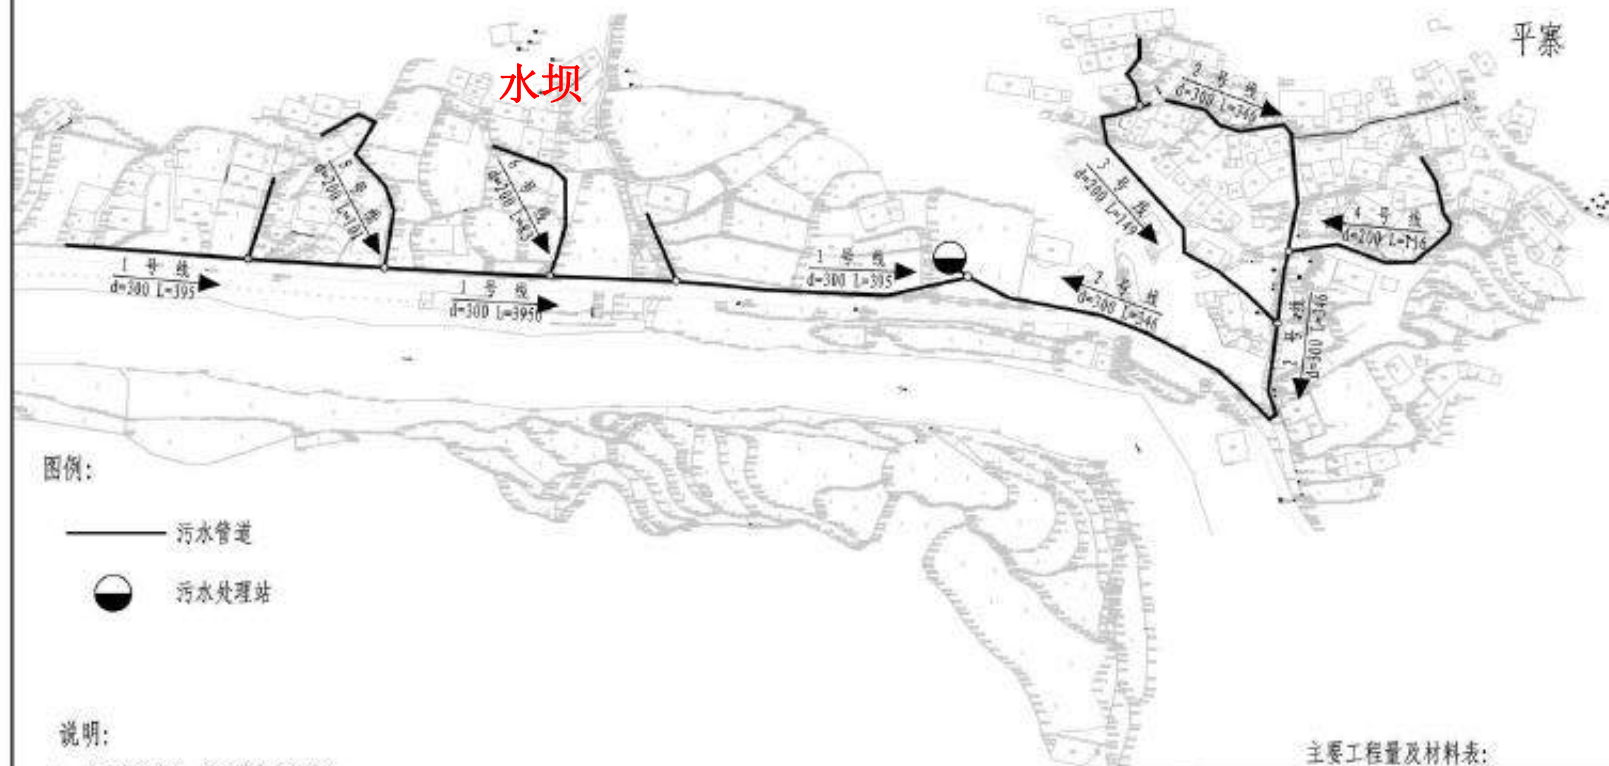 平寨
水坝
2 号 线
d=300 L=346
5 号 线
d=200 L=101
6 号 线
d=200 L=83
3 号 线
d=200 L=149
4 号 线
d=200 L=116
1 号 线
d=300 L=395
1 号 线
d=300 L=3950
1 号 线
d=300 L=395
2 号 线
d=300 L=346
2 号 线
d=300 L=346
图例:
污水管道
污水处理站
说明:
主要工程量及材料表: